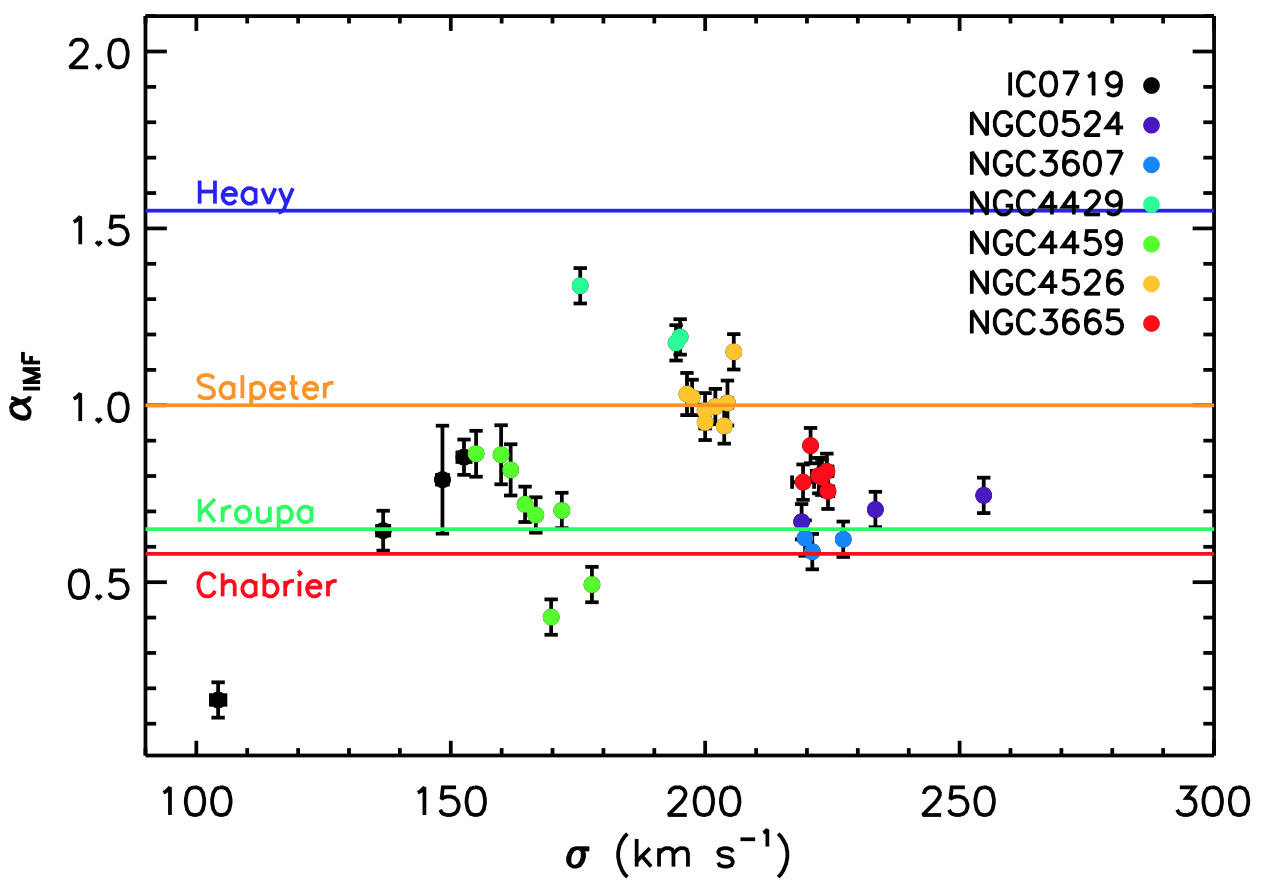 2.0
IC0719
NGC0524
NGC3607
Heavy
NGC4429
1.5
NGC4459
NGC4526
NGC3665
αIMF
Salpeter
1.0
Kroupa
0.5
Chabrier
100 150 200 250 300
σ (km s⁻¹)